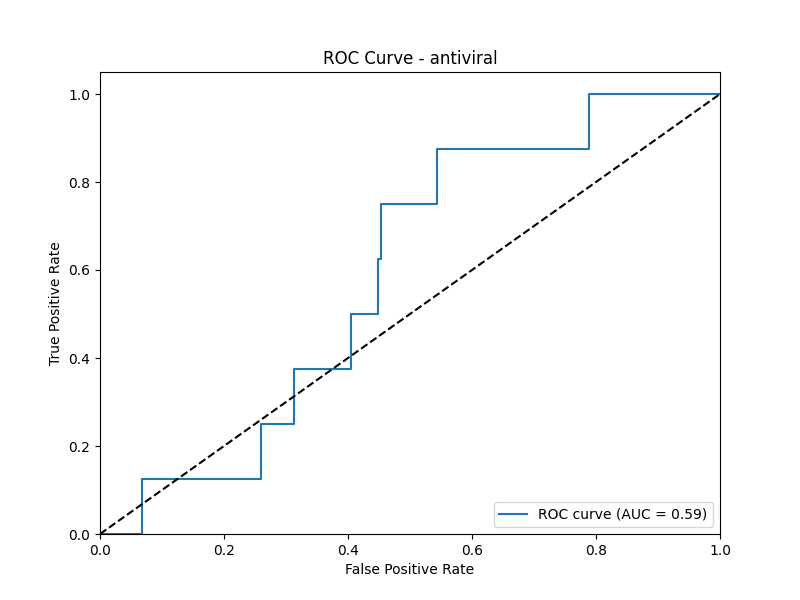 ROC Curve - antiviral
True Positive Rate
1.0
0.8
0.6
0.4
0.2
0.0
0.0 0.2 0.4 0.6 0.8 1.0
False Positive Rate
ROC curve (AUC = 0.59)